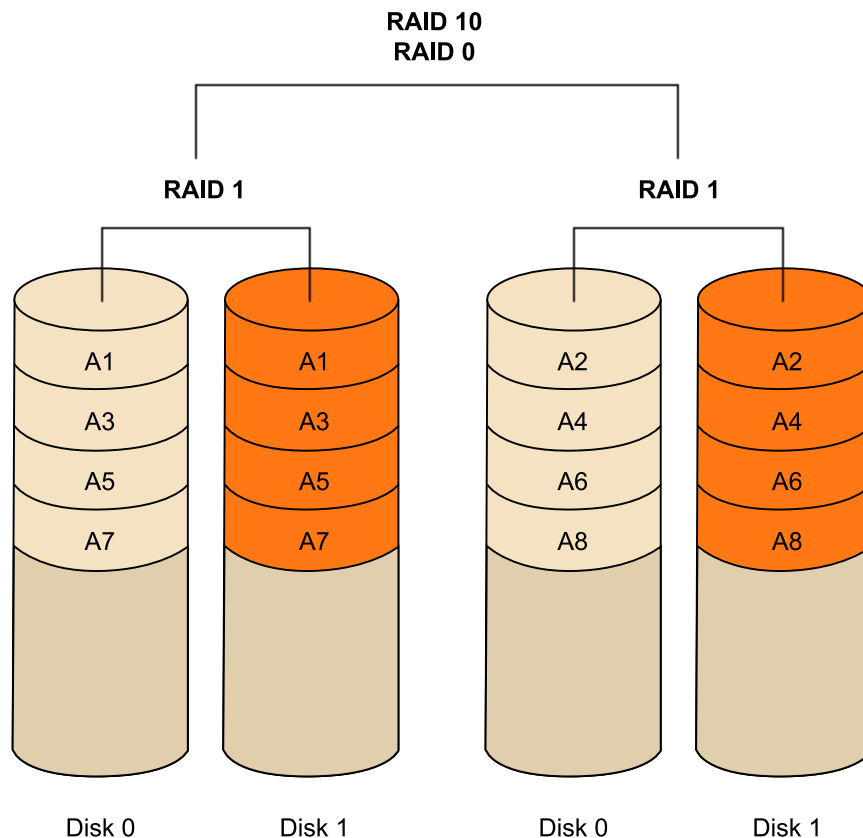 RAID 10
RAID 0
RAID 1 RAID 1
A1 A1 A2 A2
A3 A3 A4 A4
A5 A5 A6 A6
A7 A7 A8 A8
Disk 0 Disk 1 Disk 0 Disk 1